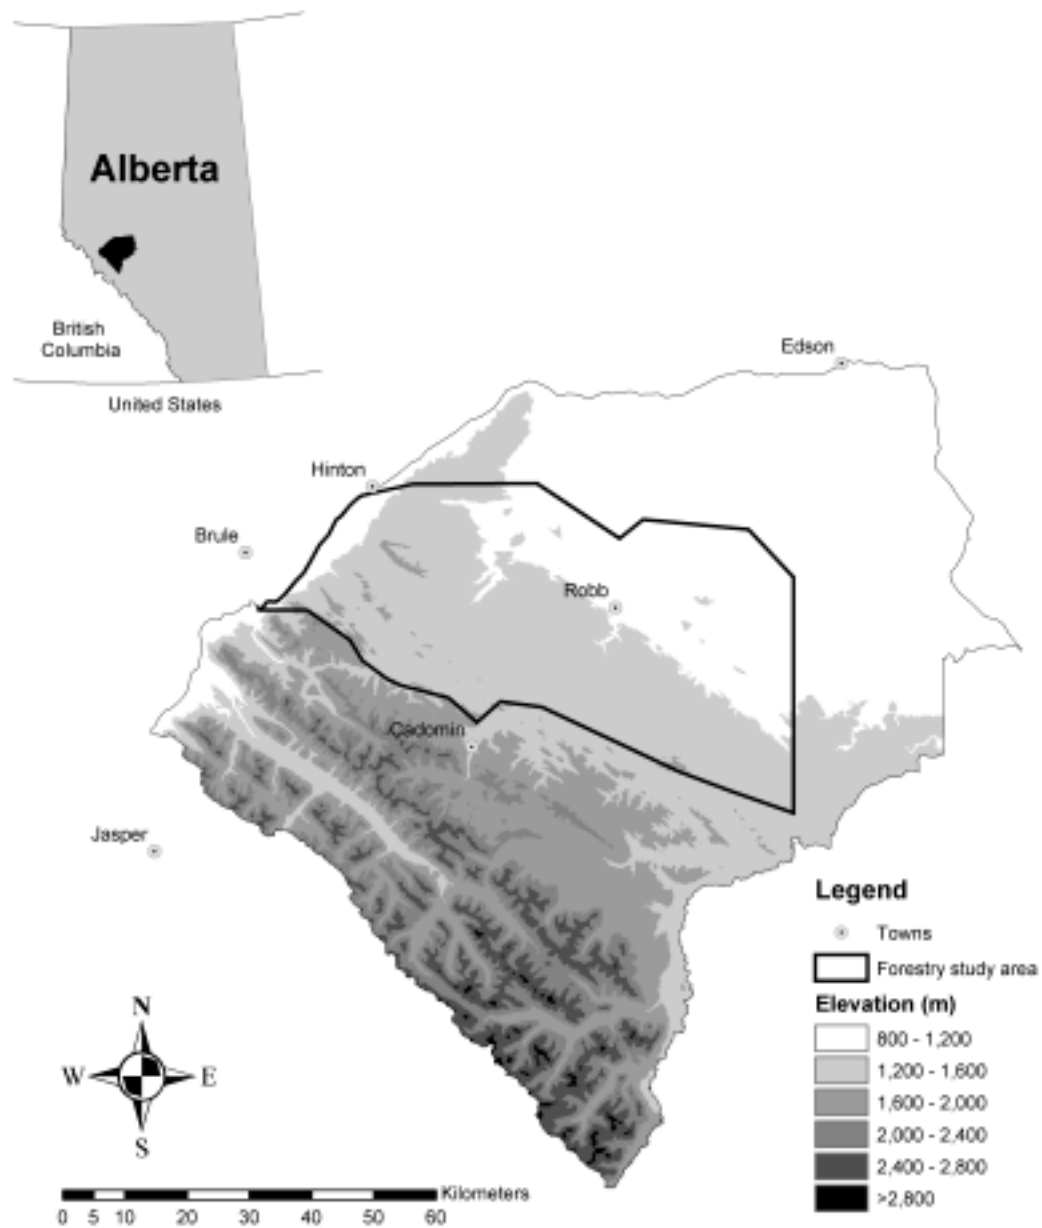 Alberta
British
Columbia
United States
Edson
Hinton
Brule
Robb
Cadomin
Jasper
Legend
Towns
Forestry study area
Elevation (m)
800 - 1,200
1,200 - 1,600
1,600 - 2,000
2,000 - 2,400
2,400 - 2,800
>2,800
N
W E
S
Kilometers
0 5 10 20 30 40 50 60